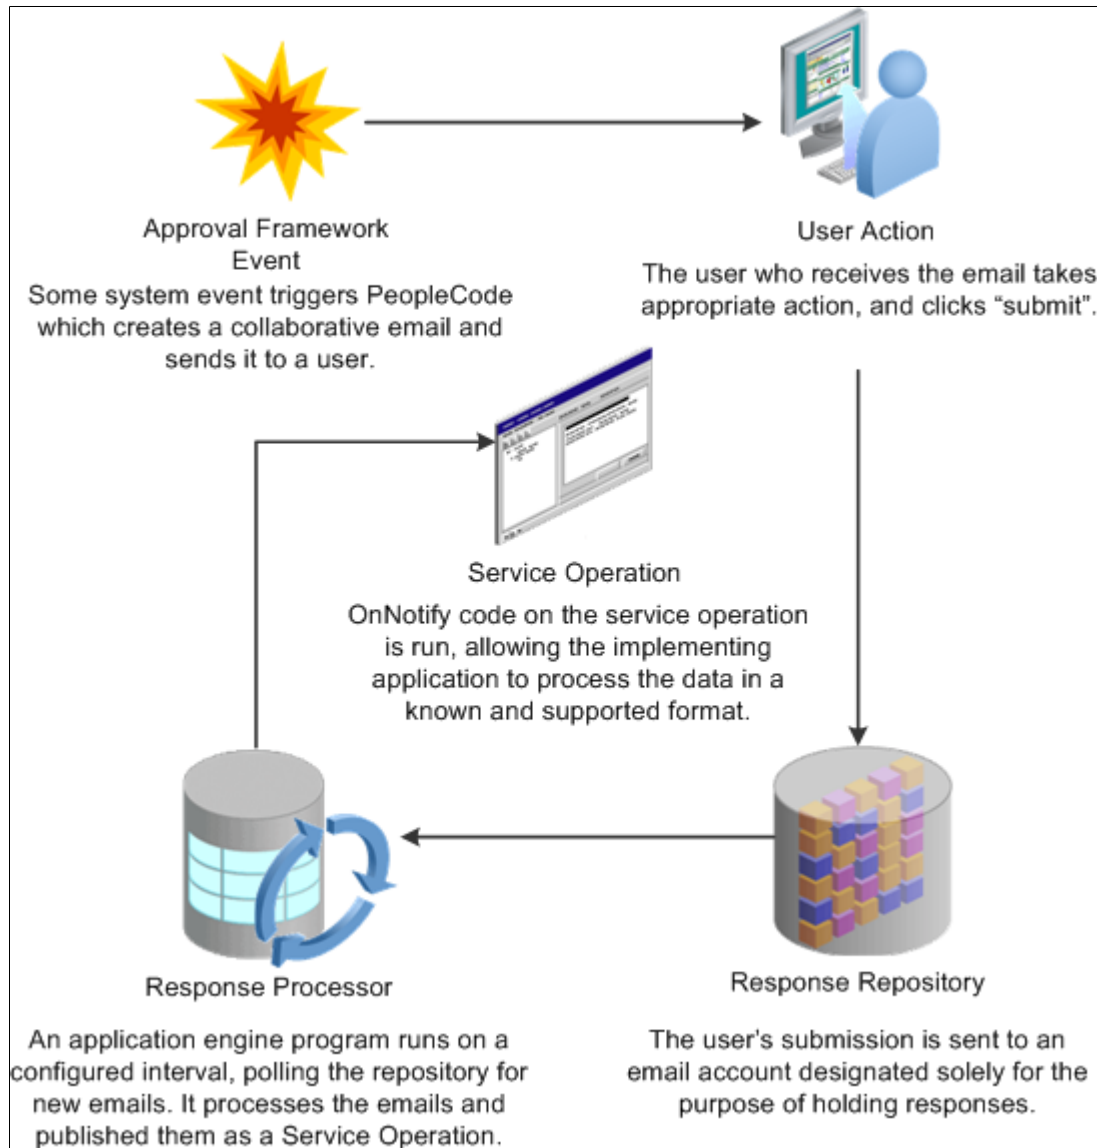 Approval Framework
Event
Some system event triggers PeopleCode
which creates a collaborative email and
sends it to a user.
User Action
The user who receives the email takes
appropriate action, and clicks “submit”.
Service Operation
OnNotify code on the service operation
is run, allowing the implementing
application to process the data in a
known and supported format.
Response Processor
An application engine program runs on a
configured interval, polling the repository for
new emails. It processes the emails and
published them as a Service Operation.
Response Repository
The user's submission is sent to an
email account designated solely for the
purpose of holding responses.